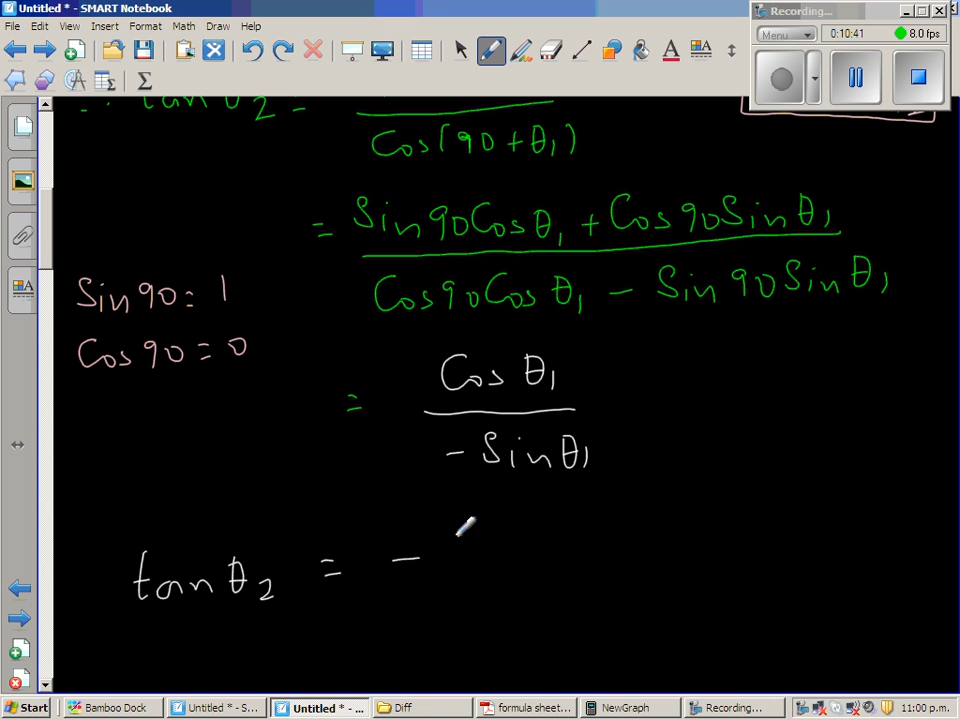 Untitled * - SMART Notebook
Recording...
File Edit View Insert Format Math Draw Help
Menu 0:10:41 8.0 fps
tan θ2 =
Cos(90 + θ1)
= Sin90Cosθ1 + Cos90Sinθ1
Cos90Cosθ1 - Sin90Sinθ1
Sin90 = 1
Cos90 = 0
= Cosθ1
- Sinθ1
tanθ2 = -
Start Bamboo Dock Untitled * - S... Untitled * - ... Diff formula sheet... NewGraph Recording... 11:00 p.m.